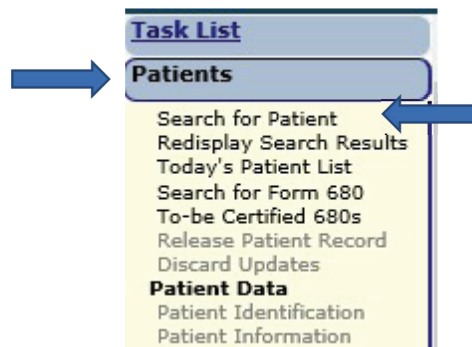 Task List
Patients
Search for Patient
Redisplay Search Results
Today's Patient List
Search for Form 680
To-be Certified 680s
Release Patient Record
Discard Updates
Patient Data
Patient Identification
Patient Information